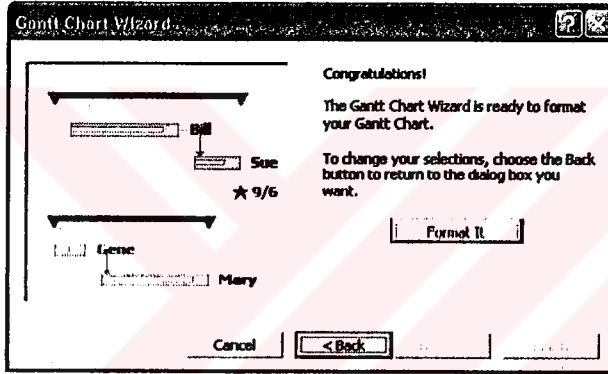 Gantt Chart Wizard
Congratulations!
The Gantt Chart Wizard is ready to format
your Gantt Chart.
To change your selections, choose the Back
button to return to the dialog box you
want.
Format It
Bill
Sue
9/6
Gene
Mary
Cancel
< Back